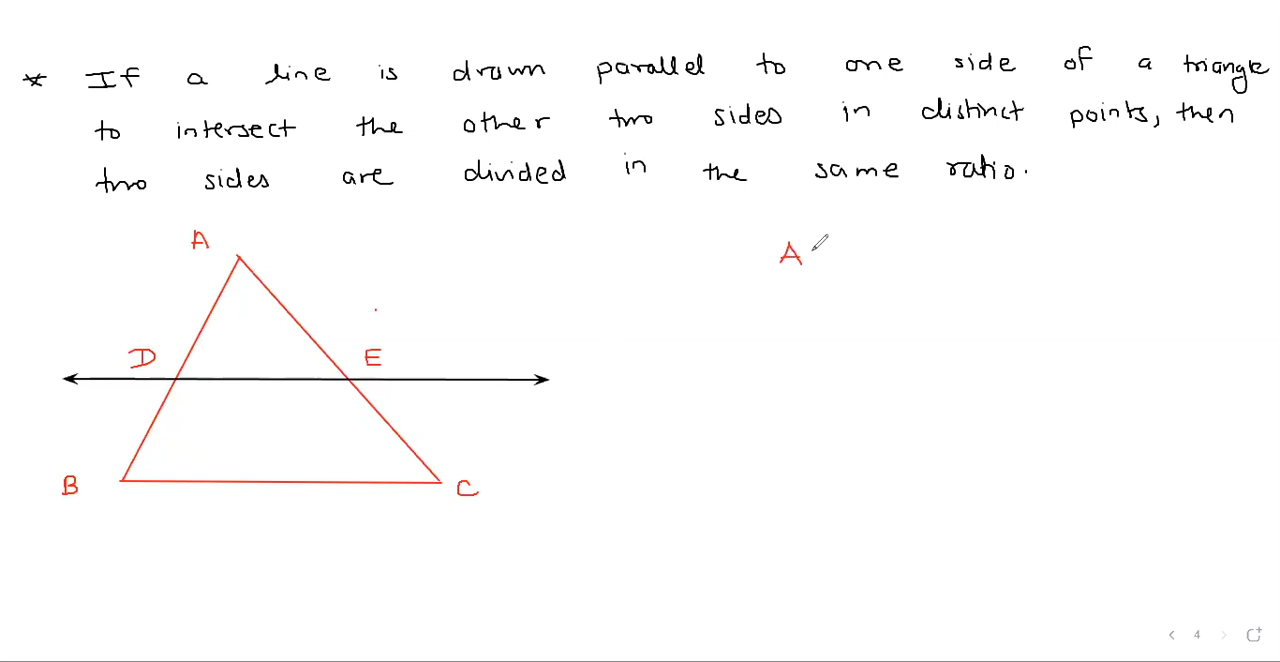 * If a line is drawn parallel to one side of a triangle
to intersect the other two sides in distinct points, then
two sides are divided in the same ratio.
A
A
D
E
B
C
4